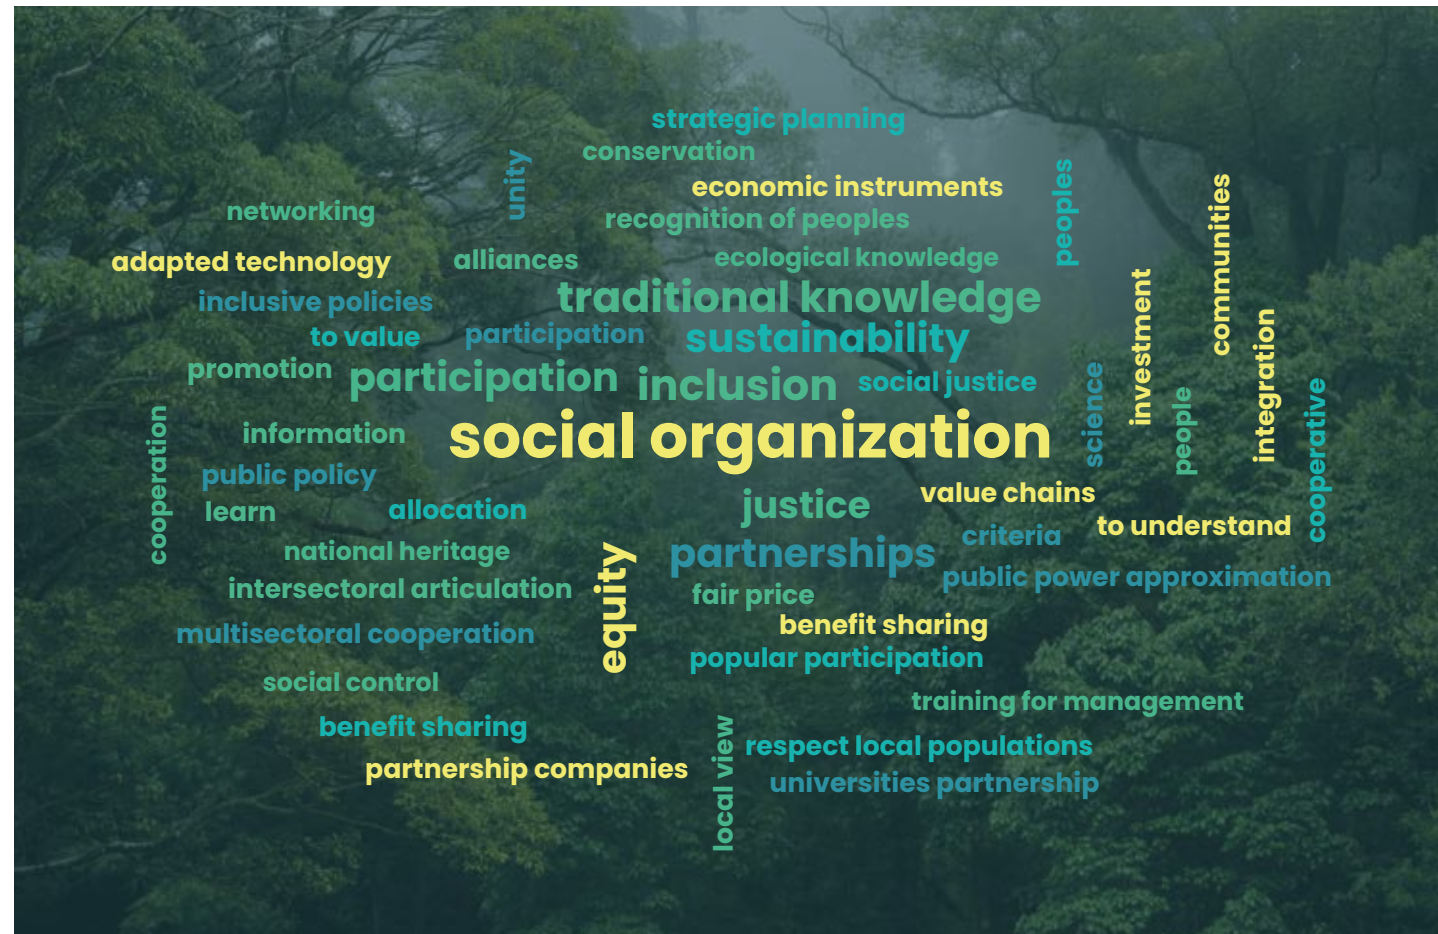 strategic planning
conservation
unity
economic instruments
peoples
communities
networking
recognition of peoples
adapted technology
alliances
ecological knowledge
inclusive policies
traditional knowledge
investment
to value
participation
sustainability
integration
promotion
participation
inclusion
social justice
science
people
cooperative
cooperation
information
social organization
public policy
learn
allocation
justice
value chains
criteria
to understand
national heritage
equity
partnerships
public power approximation
intersectoral articulation
fair price
multisectoral cooperation
benefit sharing
popular participation
social control
training for management
benefit sharing
local view
respect local populations
partnership companies
universities partnership